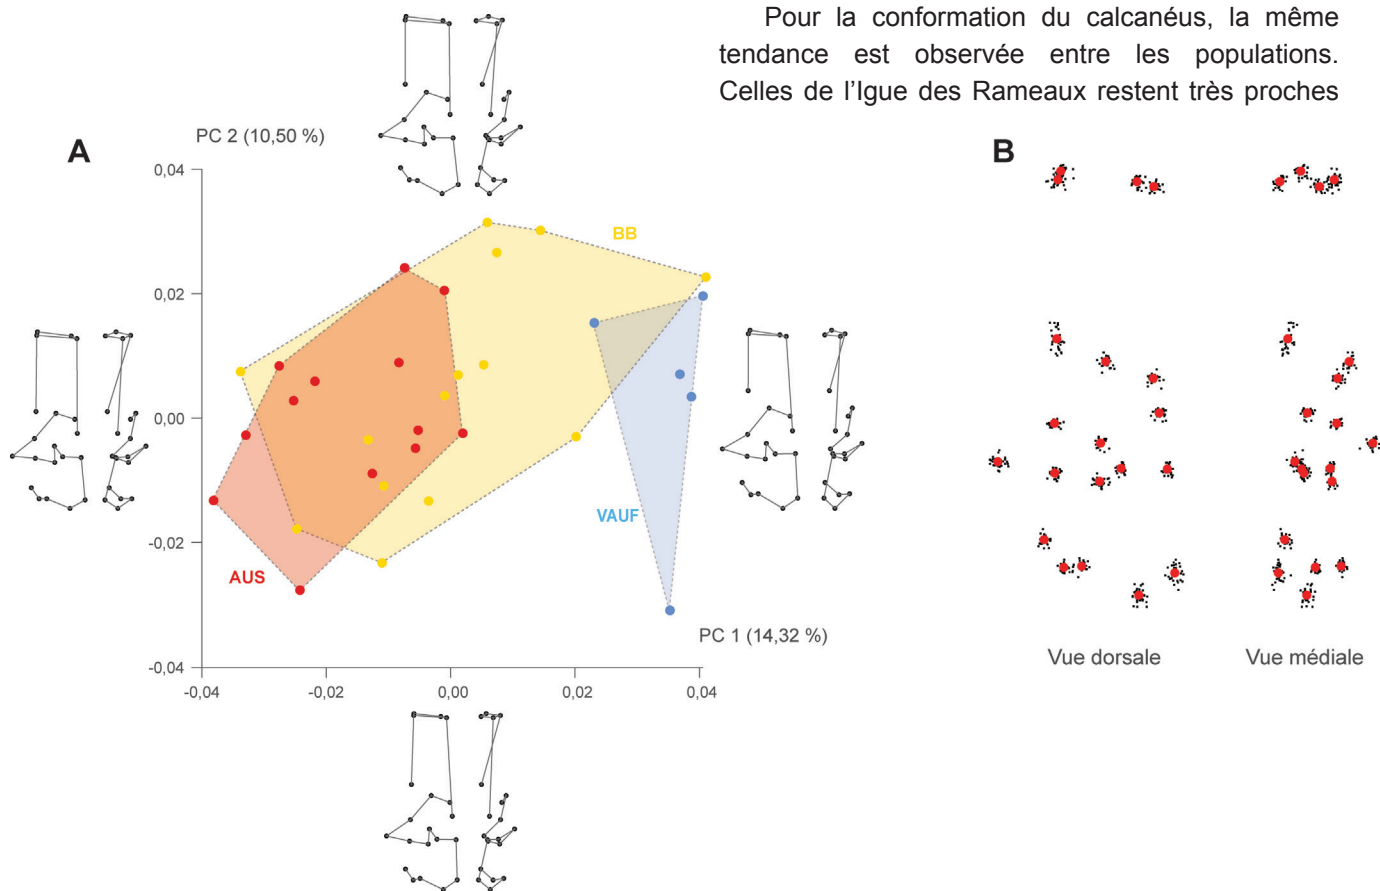 Pour la conformation du calcanéus, la même
tendance est observée entre les populations.
Celles de l'Igue des Rameaux restent très proches
A
PC 2 (10,50 %)
0,04
0,02
0,00
-0,02
-0,04
-0,04
-0,02
0,00
0,02
0,04
BB
VAUF
AUS
PC 1 (14,32 %)
B
Vue dorsale
Vue médiale